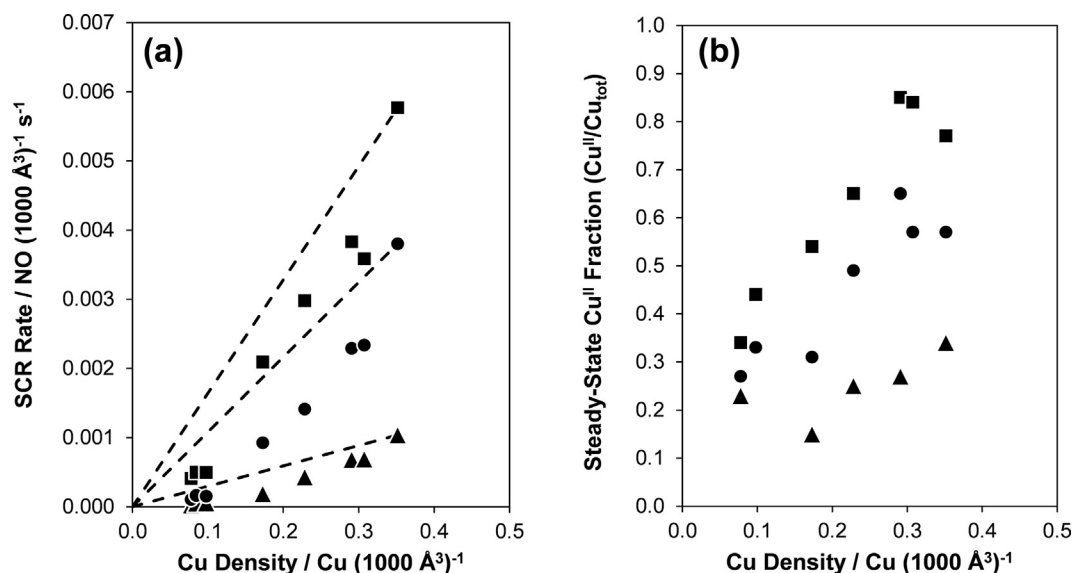 (a)
SCR Rate / NO (1000 Å³)⁻¹ s⁻¹
0.007
0.006
0.005
0.004
0.003
0.002
0.001
0.000
0.0 0.1 0.2 0.3 0.4 0.5
Cu Density / Cu (1000 Å³)⁻¹
(b)
Steady-State Cuᴵᴵ Fraction (Cuᴵᴵ/Cuₜₒₜ)
1.0
0.9
0.8
0.7
0.6
0.5
0.4
0.3
0.2
0.1
0.0
0.0 0.1 0.2 0.3 0.4 0.5
Cu Density / Cu (1000 Å³)⁻¹